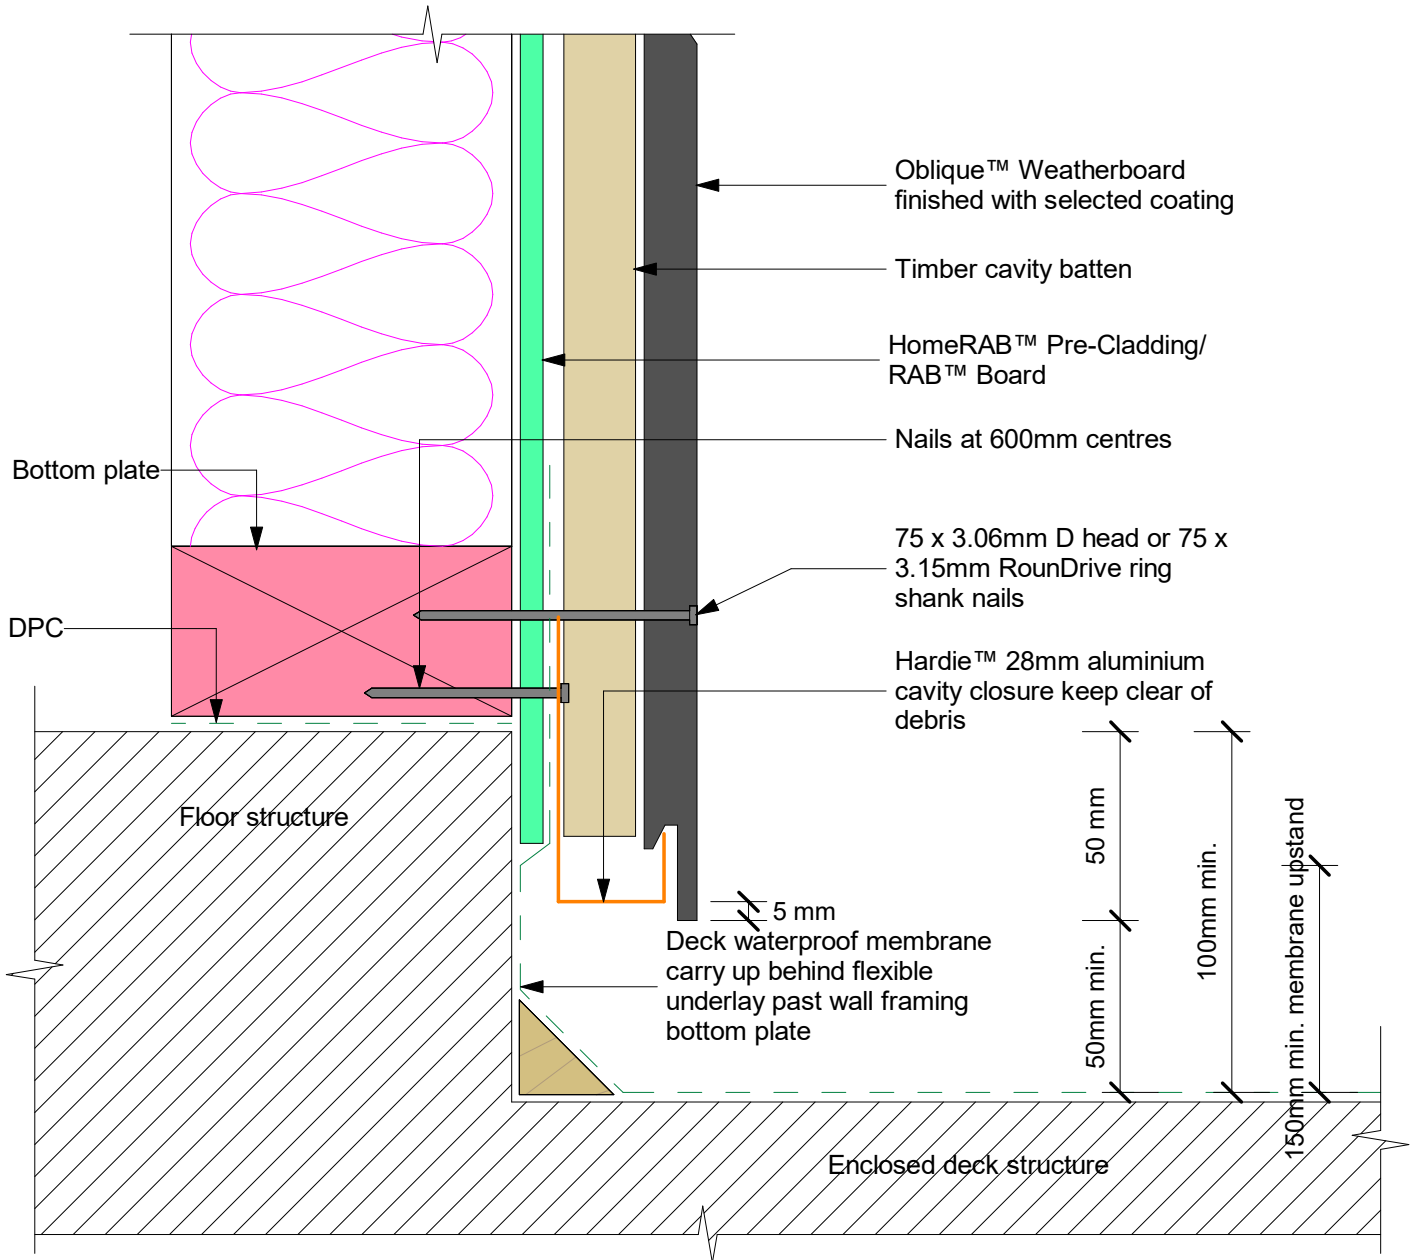 Oblique™ Weatherboard
finished with selected coating
Timber cavity batten
HomeRAB™ Pre-Cladding/
RAB™ Board
Nails at 600mm centres
Bottom plate
75 x 3.06mm D head or 75 x
3.15mm RounDrive ring
shank nails
DPC
Hardie™ 28mm aluminium
cavity closure keep clear of
debris
Floor structure
50 mm
100mm min.
150mm min. membrane upstand
5 mm
50mm min.
Deck waterproof membrane
carry up behind flexible
underlay past wall framing
bottom plate
Enclosed deck structure